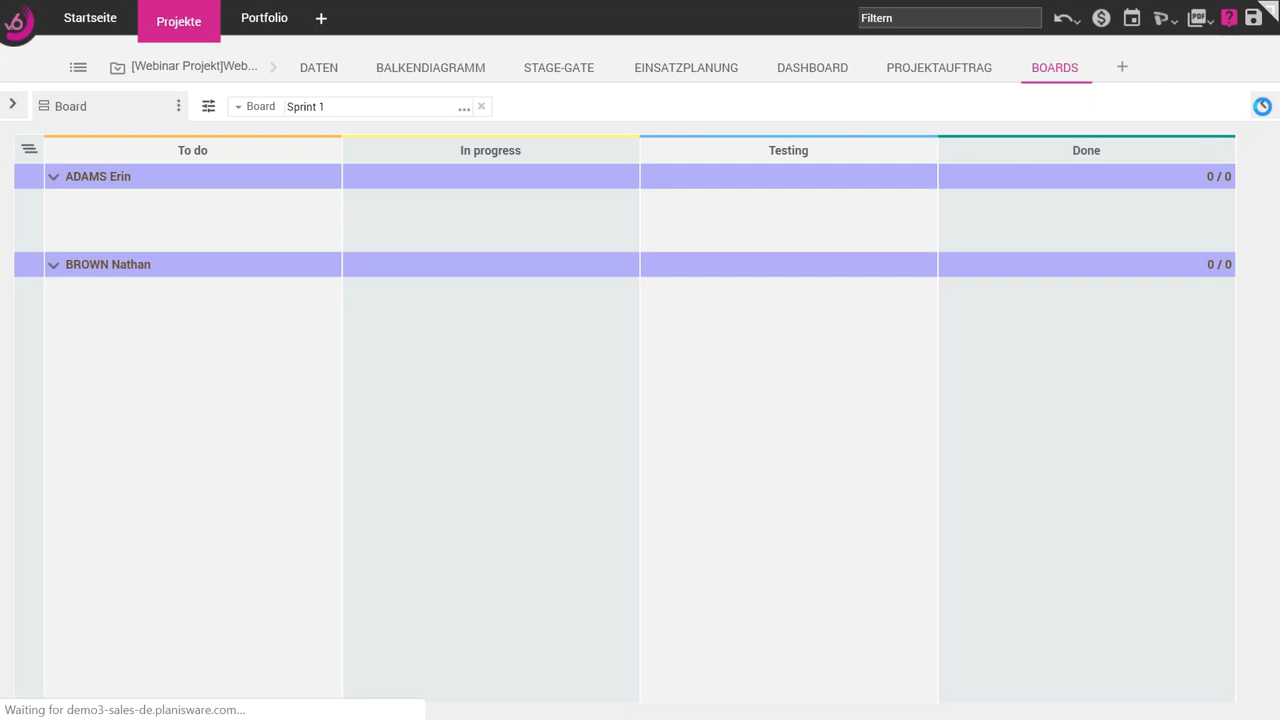 Startseite
Projekte
Portfolio
Filtern
PDF
[Webinar Projekt]Web...
DATEN
BALKENDIAGRAMM
STAGE-GATE
EINSATZPLANUNG
DASHBOARD
PROJEKTAUFTRAG
BOARDS
Board
Board
Sprint 1
To do
In progress
Testing
Done
ADAMS Erin
0 / 0
BROWN Nathan
0 / 0
Waiting for demo3-sales-de.planisware.com...